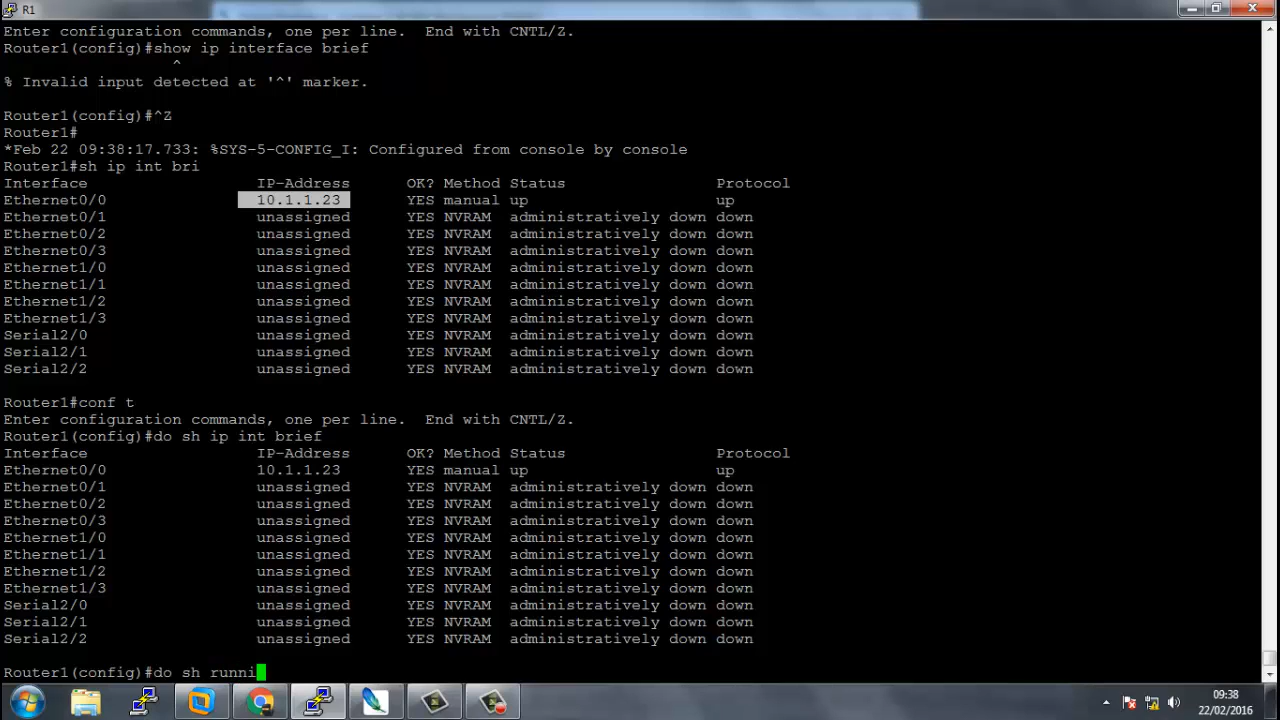 R1
Enter configuration commands, one per line.  End with CNTL/Z.
Router1(config)#show ip interface brief
^
% Invalid input detected at '^' marker.
Router1(config)#^Z
Router1#
*Feb 22 09:38:17.733: %SYS-5-CONFIG_I: Configured from console by console
Router1#sh ip int bri
Interface IP-Address OK? Method Status Protocol
Ethernet0/0 10.1.1.23 YES manual up up
Ethernet0/1 unassigned YES NVRAM administratively down down
Ethernet0/2 unassigned YES NVRAM administratively down down
Ethernet0/3 unassigned YES NVRAM administratively down down
Ethernet1/0 unassigned YES NVRAM administratively down down
Ethernet1/1 unassigned YES NVRAM administratively down down
Ethernet1/2 unassigned YES NVRAM administratively down down
Ethernet1/3 unassigned YES NVRAM administratively down down
Serial2/0 unassigned YES NVRAM administratively down down
Serial2/1 unassigned YES NVRAM administratively down down
Serial2/2 unassigned YES NVRAM administratively down down
Router1#conf t
Enter configuration commands, one per line.  End with CNTL/Z.
Router1(config)#do sh ip int brief
Interface IP-Address OK? Method Status Protocol
Ethernet0/0 10.1.1.23 YES manual up up
Ethernet0/1 unassigned YES NVRAM administratively down down
Ethernet0/2 unassigned YES NVRAM administratively down down
Ethernet0/3 unassigned YES NVRAM administratively down down
Ethernet1/0 unassigned YES NVRAM administratively down down
Ethernet1/1 unassigned YES NVRAM administratively down down
Ethernet1/2 unassigned YES NVRAM administratively down down
Ethernet1/3 unassigned YES NVRAM administratively down down
Serial2/0 unassigned YES NVRAM administratively down down
Serial2/1 unassigned YES NVRAM administratively down down
Serial2/2 unassigned YES NVRAM administratively down down
Router1(config)#do sh runni
09:38
22/02/2016